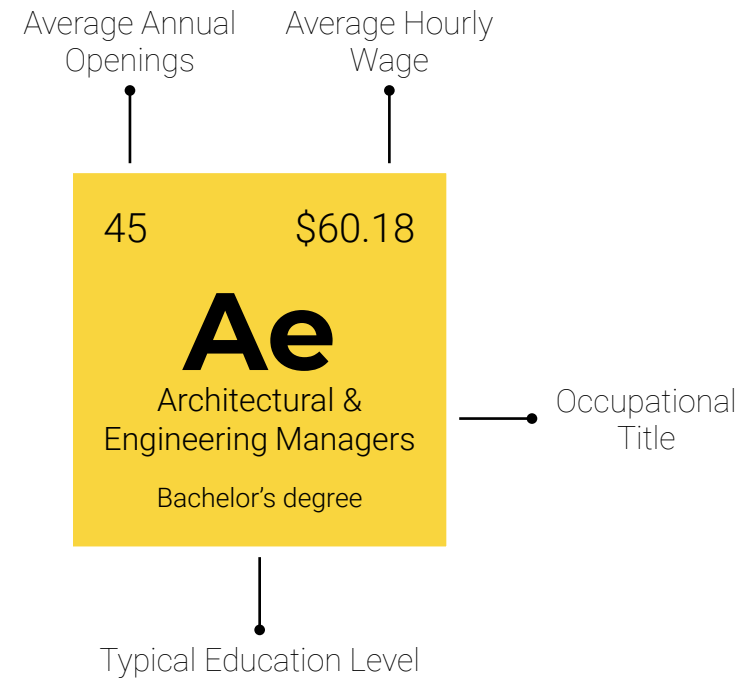 Average Annual
Openings
Average Hourly
Wage
45
$60.18
Ae
Architectural &
Engineering Managers
Bachelor’s degree
Occupational
Title
Typical Education Level